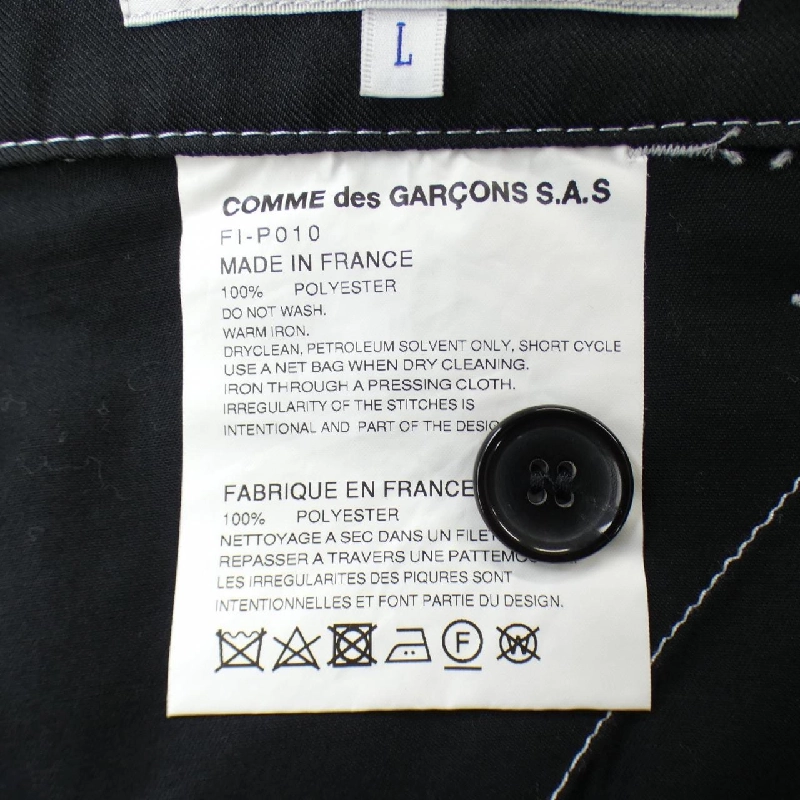 L
COMME des GARÇONS S.A.S
FI-P010
MADE IN FRANCE
100% POLYESTER
DO NOT WASH.
WARM IRON.
DRYCLEAN, PETROLEUM SOLVENT ONLY, SHORT CYCLE
USE A NET BAG WHEN DRY CLEANING.
IRON THROUGH A PRESSING CLOTH.
IRREGULARITY OF THE STITCHES IS
INTENTIONAL AND PART OF THE
FABRIQUE EN FRANCE
100% POLYESTER
NETTOYAGE A SEC DANS UN FILET
REPASSER A TRAVERS UNE
LES IRREGULARITES DES PIQURES SONT
INTENTIONNELLES ET FONT PARTIE DU DESIGN.
F W